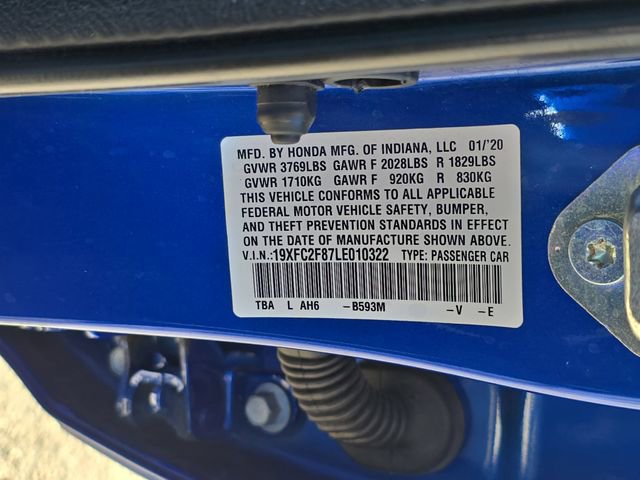 MFD. BY HONDA MFG. OF INDIANA, LLC 01/'20
GVWR 3769LBS GAWR F 2028LBS R 1829LBS
GVWR 1710KG GAWR F 920KG R 830KG
THIS VEHICLE CONFORMS TO ALL APPLICABLE
FEDERAL MOTOR VEHICLE SAFETY, BUMPER,
AND THEFT PREVENTION STANDARDS IN EFFECT
ON THE DATE OF MANUFACTURE SHOWN ABOVE.
V.I.N.:19XFC2F87LE010322 TYPE: PASSENGER CAR
TBA L AH6 -B593M -V -E